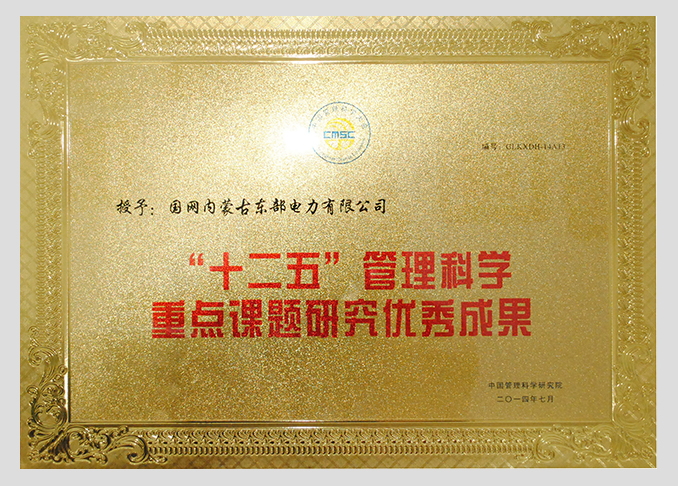 CMSC
编号：GLKXDH-14A13
授予：国网内蒙古东部电力有限公司
“十二五”管理科学
重点课题研究优秀成果
中国管理科学研究院
二〇一四年七月